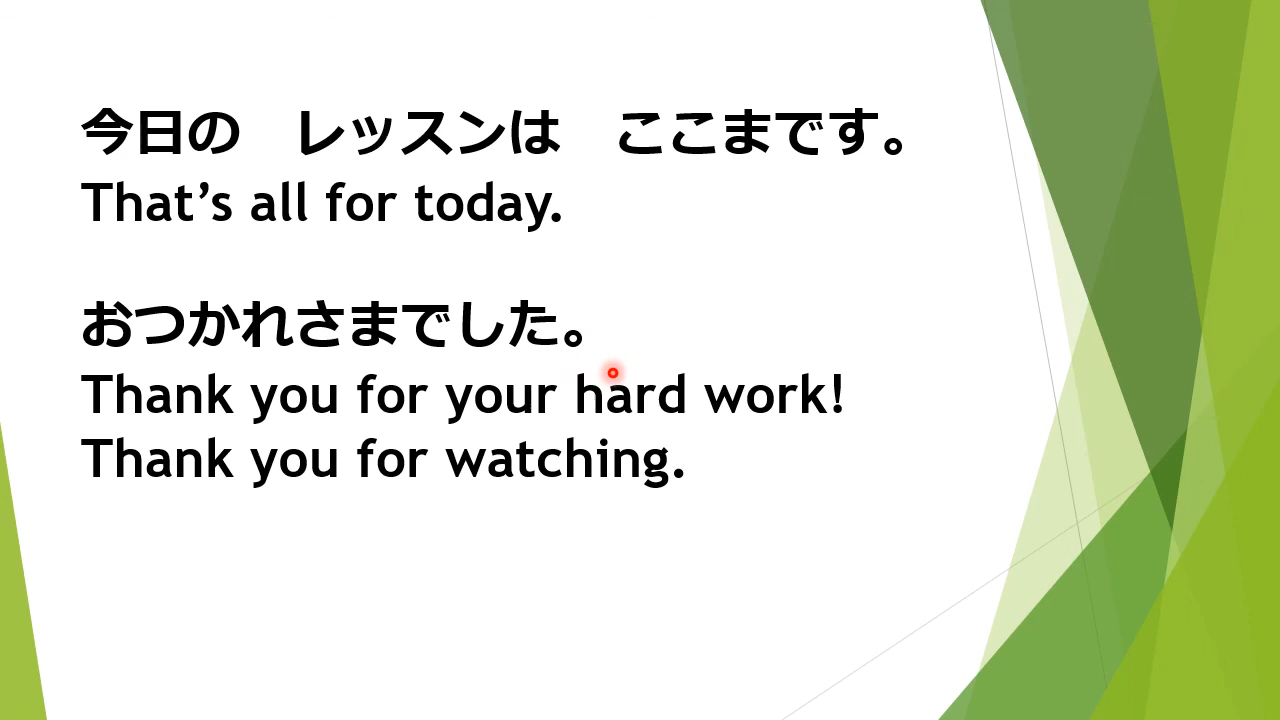 今日の　レッスンは　ここまです。
That’s all for today.
おつかれさまでした。
Thank you for your hard work!
Thank you for watching.